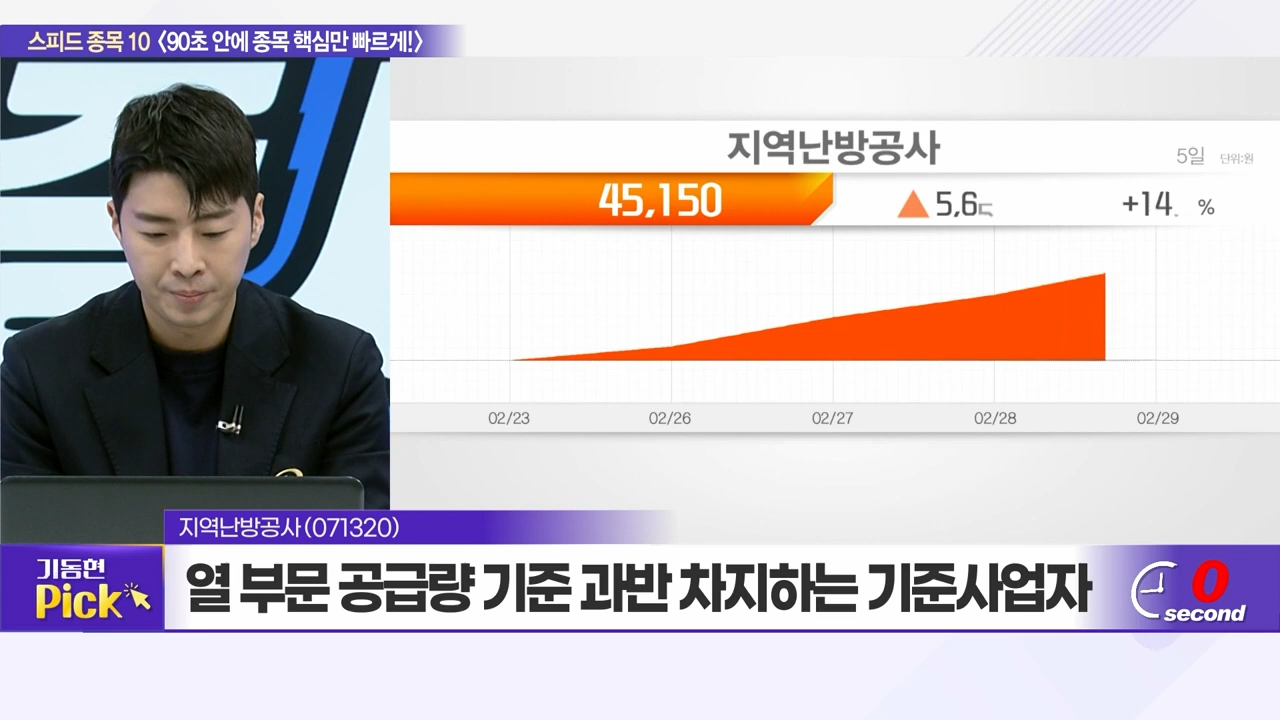 스피드 종목 10 〈90초 안에 종목 핵심만 빠르게!〉
지역난방공사
5일 단위:원
45,150 ▲ 5,6 +14. %
02/23 02/26 02/27 02/28 02/29
지역난방공사(071320)
기동현
Pick
열 부문 공급량 기준 과반 차지하는 기준사업자
0
second